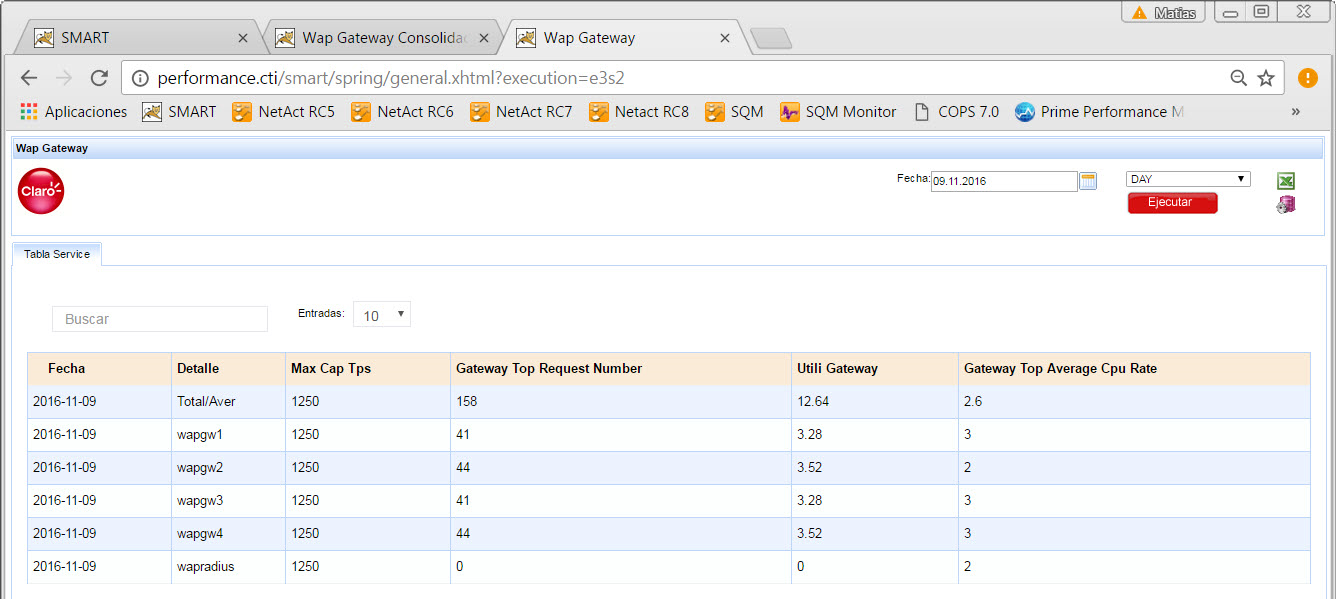 Matias
SMART
Wap Gateway Consolidac
Wap Gateway
performance.cti/smart/spring/general.xhtml?execution=e3s2
Aplicaciones SMART NetAct RC5 NetAct RC6 NetAct RC7 Netact RC8 SQM SQM Monitor COPS 7.0 Prime Performance M »
Wap Gateway
Claro
Fecha: 09.11.2016 DAY
Ejecutar
Tabla Service
Buscar Entradas: 10
Fecha Detalle Max Cap Tps Gateway Top Request Number Utili Gateway Gateway Top Average Cpu Rate
2016-11-09 Total/Aver 1250 158 12.64 2.6
2016-11-09 wapgw1 1250 41 3.28 3
2016-11-09 wapgw2 1250 44 3.52 2
2016-11-09 wapgw3 1250 41 3.28 3
2016-11-09 wapgw4 1250 44 3.52 3
2016-11-09 wapradius 1250 0 0 2